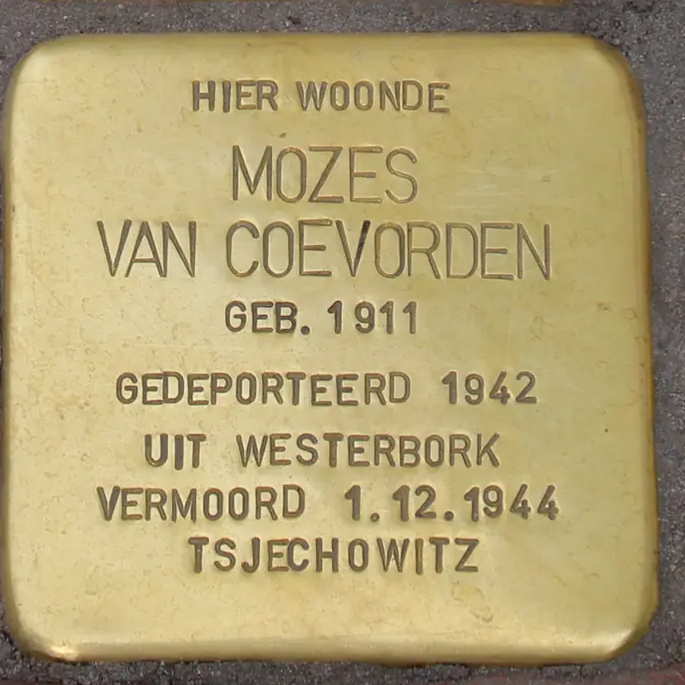 HIER WOONDE
MOZES
VAN COEVORDEN
GEB. 1911
GEDEPORTEERD 1942
UIT WESTERBORK
VERMOORD 1.12.1944
TSJECHOWITZ